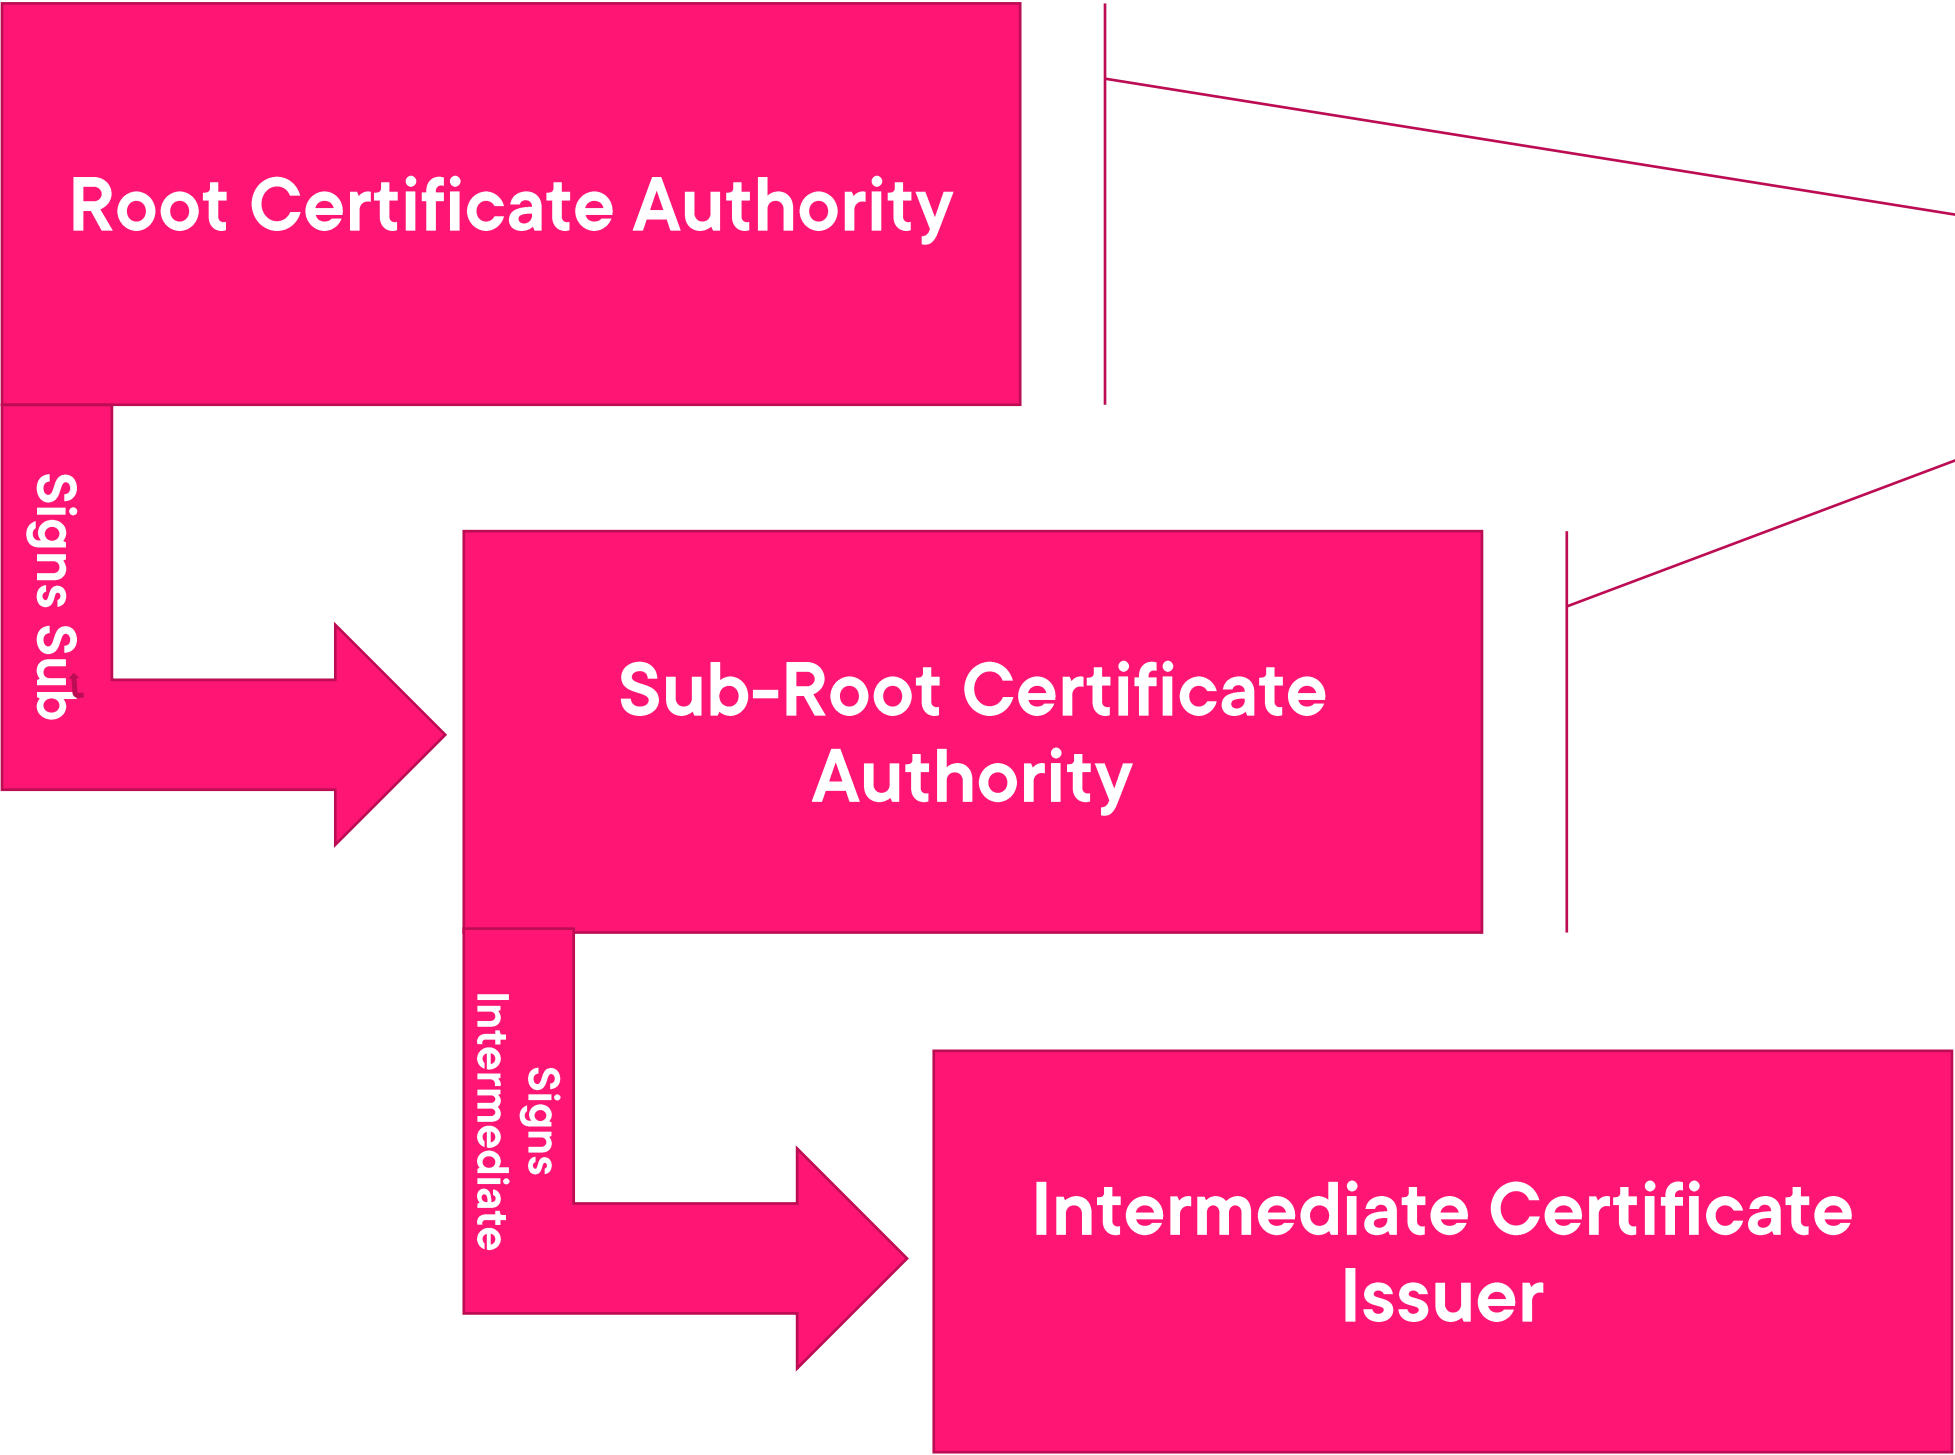 Root Certificate Authority
Signs Sub
Sub-Root Certificate
Authority
Signs
Intermediate
Intermediate Certificate
Issuer